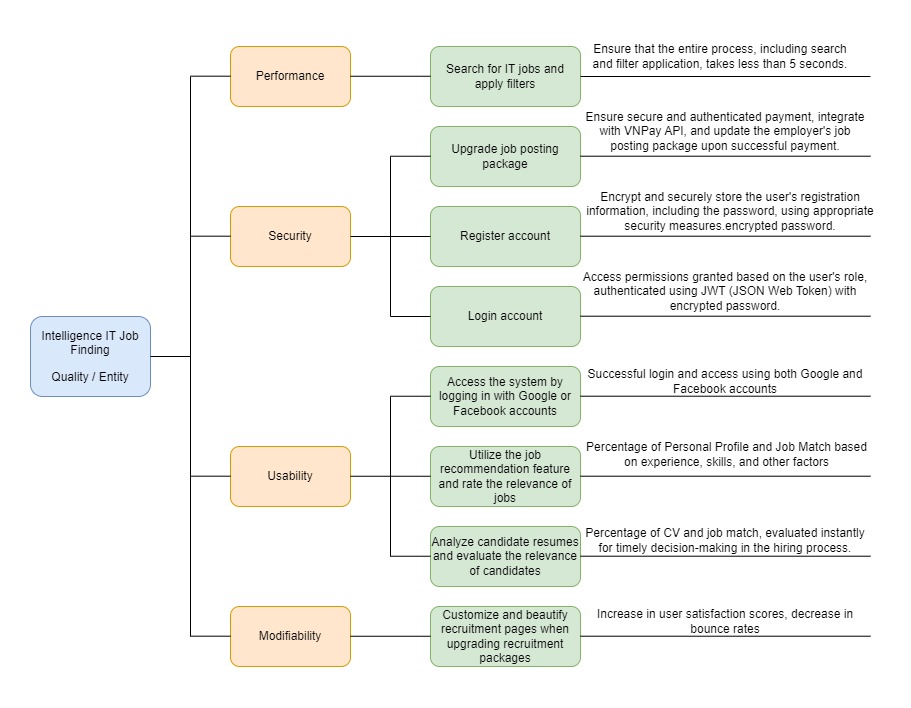 Intelligence IT Job
Finding
Quality / Entity
Performance
Search for IT jobs and
apply filters
Ensure that the entire process, including search
and filter application, takes less than 5 seconds.
Security
Upgrade job posting
package
Ensure secure and authenticated payment, integrate
with VNPay API, and update the employer's job
posting package upon successful payment.
Register account
Encrypt and securely store the user's registration
information, including the password, using appropriate
security measures.encrypted password.
Login account
Access permissions granted based on the user's role,
authenticated using JWT (JSON Web Token) with
encrypted password.
Usability
Access the system by
logging in with Google or
Facebook accounts
Successful login and access using both Google and
Facebook accounts
Utilize the job
recommendation feature
and rate the relevance of
jobs
Percentage of Personal Profile and Job Match based
on experience, skills, and other factors
Analyze candidate resumes
and evaluate the relevance
of candidates
Percentage of CV and job match, evaluated instantly
for timely decision-making in the hiring process.
Modifiability
Customize and beautify
recruitment pages when
upgrading recruitment
packages
Increase in user satisfaction scores, decrease in
bounce rates